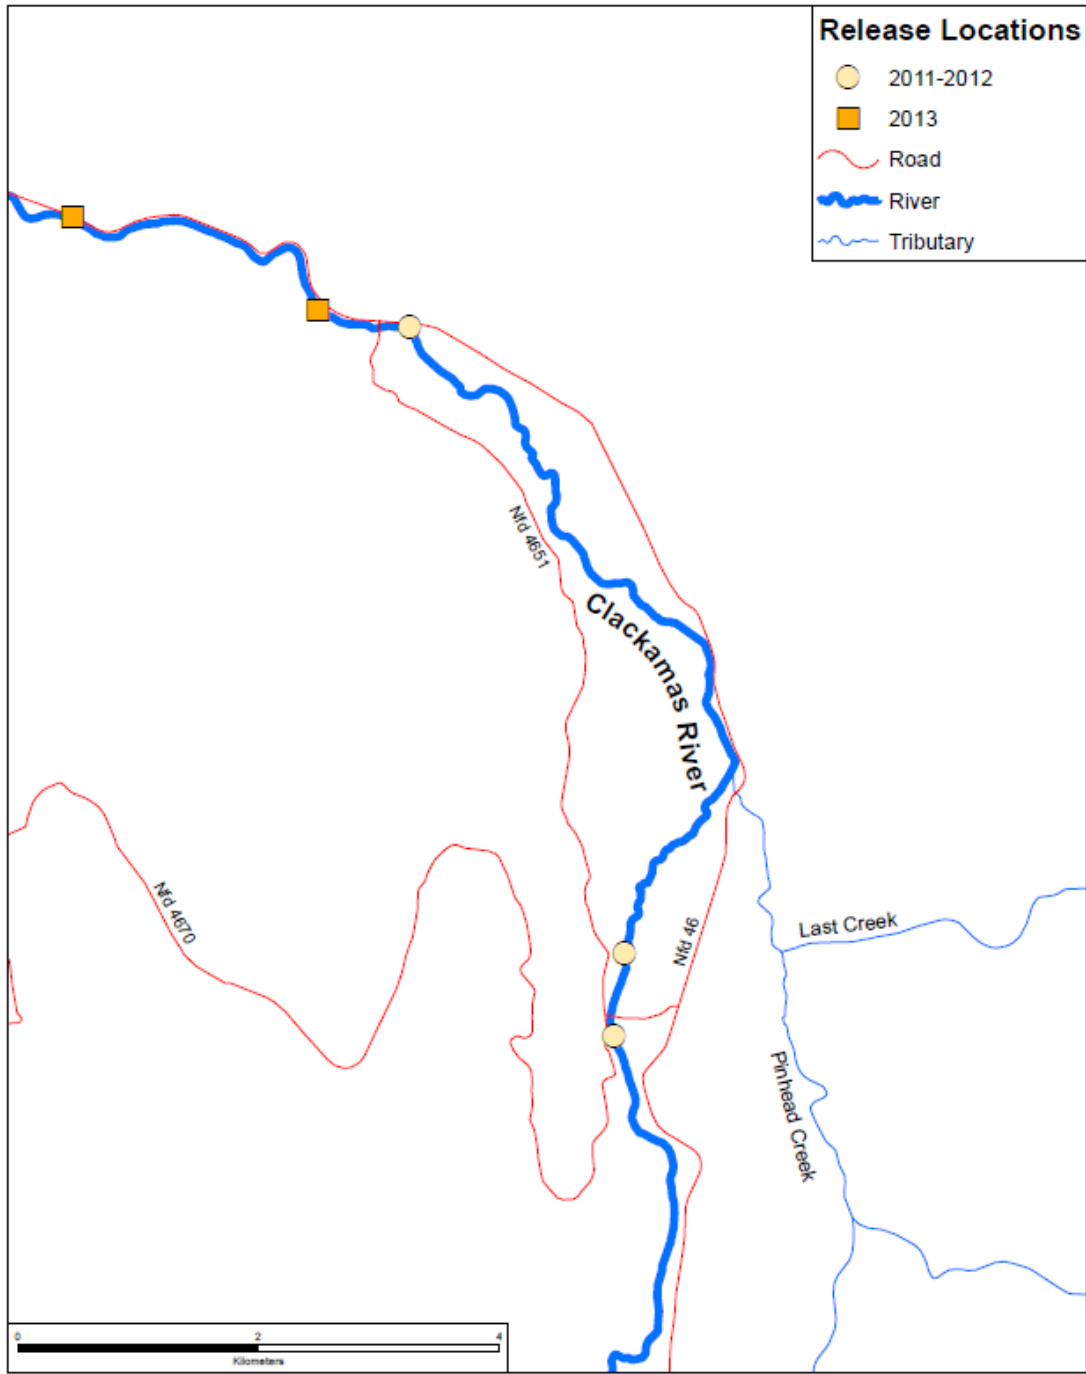 Release Locations
2011-2012
2013
Road
River
Tributary
Nfd 4651
Clackamas River
Nfd 4670
Nfd 46
Last Creek
Pinhead Creek
0 2 4
Kilometers